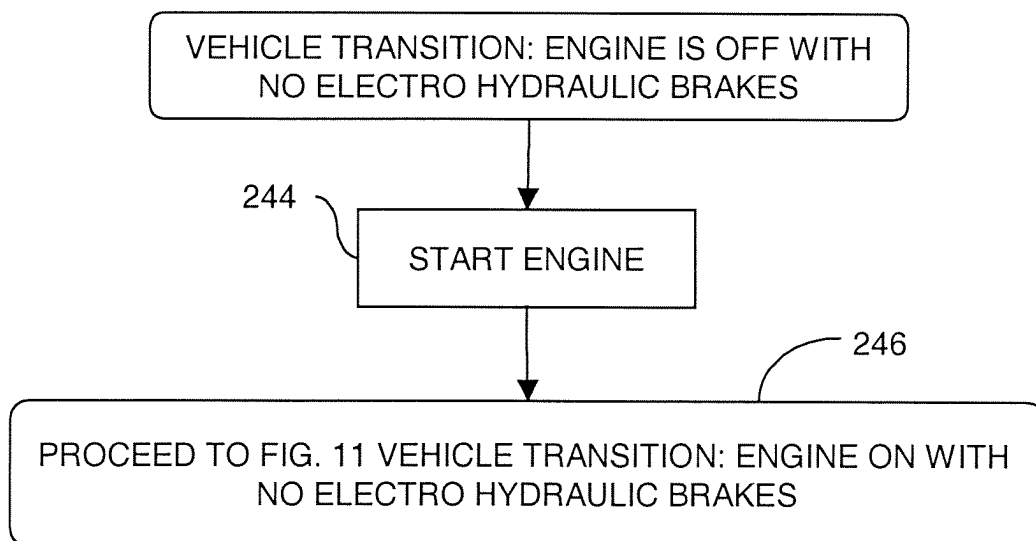 VEHICLE TRANSITION: ENGINE IS OFF WITH
NO ELECTRO HYDRAULIC BRAKES
244
START ENGINE
246
PROCEED TO FIG. 11 VEHICLE TRANSITION: ENGINE ON WITH
NO ELECTRO HYDRAULIC BRAKES